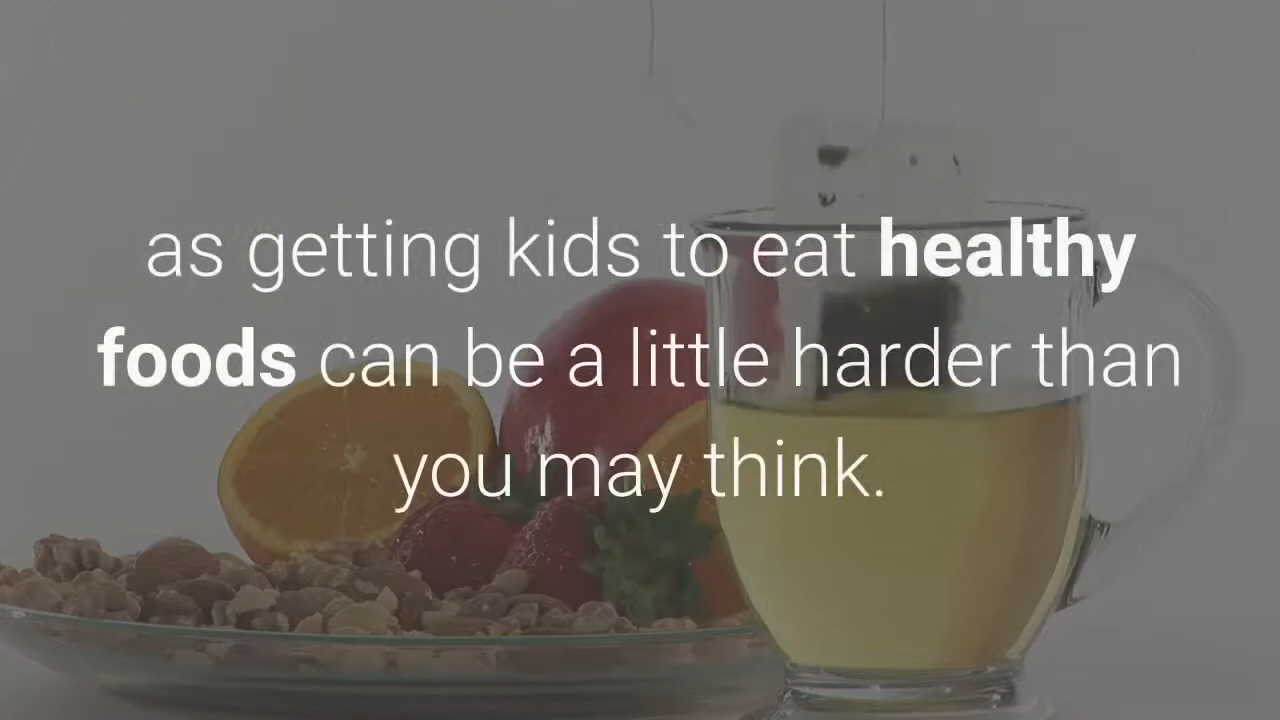 as getting kids to eat healthy
foods can be a little harder than
you may think.